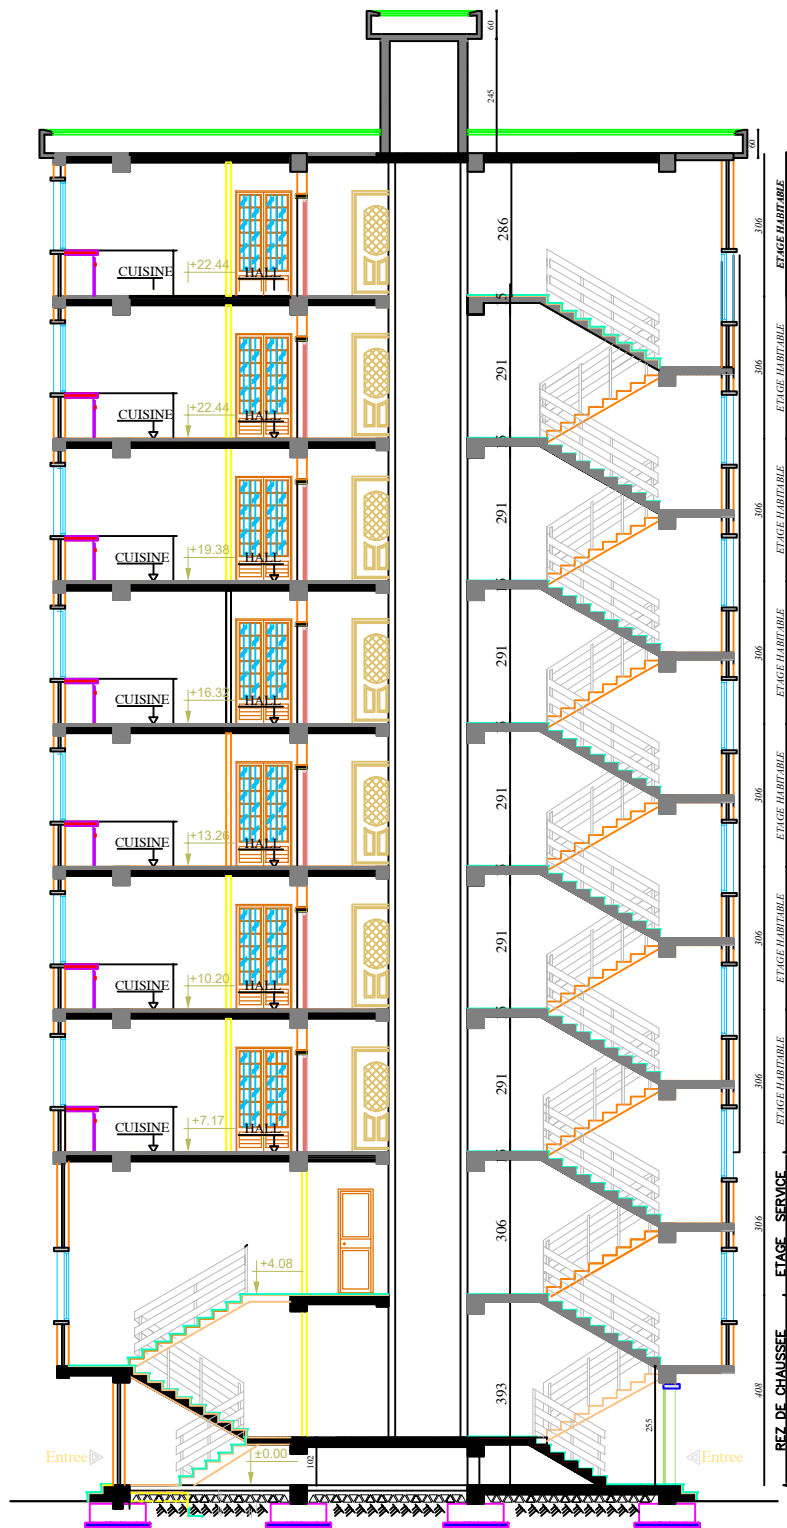 60
245
60
286
306
ETAGE HABITABLE
CUISINE
+22.44
HALL
291
306
ETAGE HABITABLE
CUISINE
+22.44
HALL
291
306
ETAGE HABITABLE
CUISINE
+19.38
HALL
291
306
ETAGE HABITABLE
CUISINE
+16.32
HALL
291
306
ETAGE HABITABLE
CUISINE
+13.26
HALL
291
306
ETAGE HABITABLE
CUISINE
+10.20
HALL
291
306
ETAGE HABITABLE
CUISINE
+7.17
HALL
306
306
ETAGE SERVICE
+4.08
393
408
REZ DE CHAUSSEE
255
Entree
±0.00
102
Entree